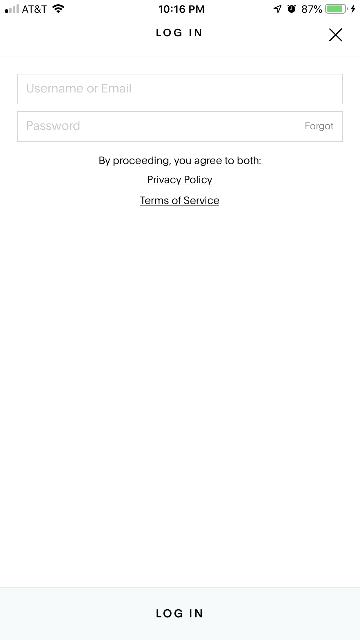 AT&T 10:16 PM 87%
LOG IN
Username or Email
Password Forgot
By proceeding, you agree to both:
Privacy Policy
Terms of Service
LOG IN